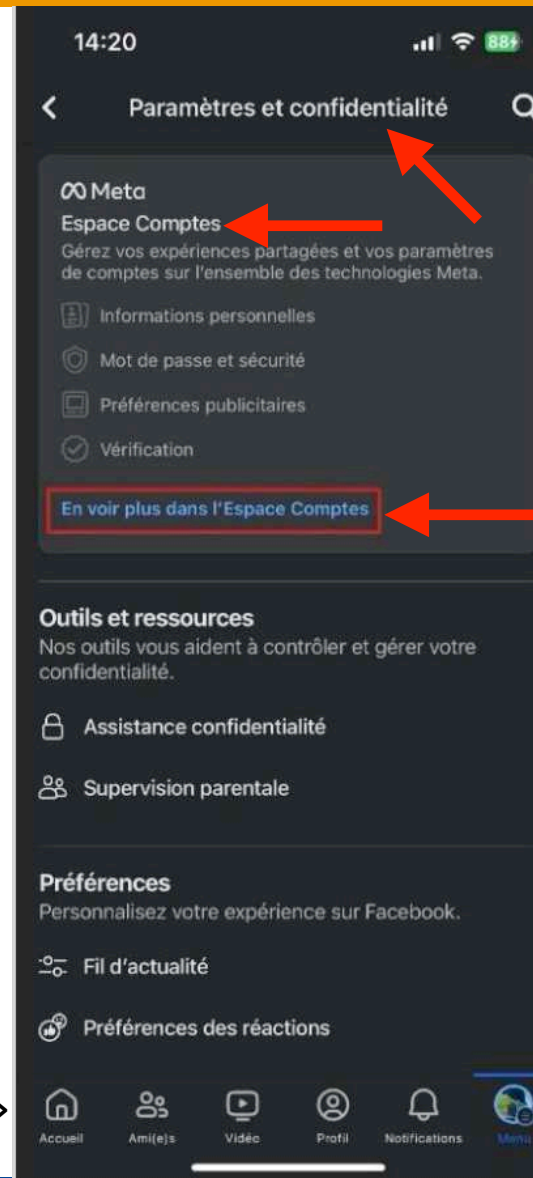 14:20
88
Paramètres et confidentialité
Meta
Espace Comptes
Gérez vos expériences partagées et vos paramètres
de comptes sur l'ensemble des technologies Meta.
Informations personnelles
Mot de passe et sécurité
Préférences publicitaires
Vérification
En voir plus dans l'Espace Comptes
Outils et ressources
Nos outils vous aident à contrôler et gérer votre
confidentialité.
Assistance confidentialité
Supervision parentale
Préférences
Personnalisez votre expérience sur Facebook.
Fil d'actualité
Préférences des réactions
Accueil Ami(e)s Vidéo Profil Notifications Menu